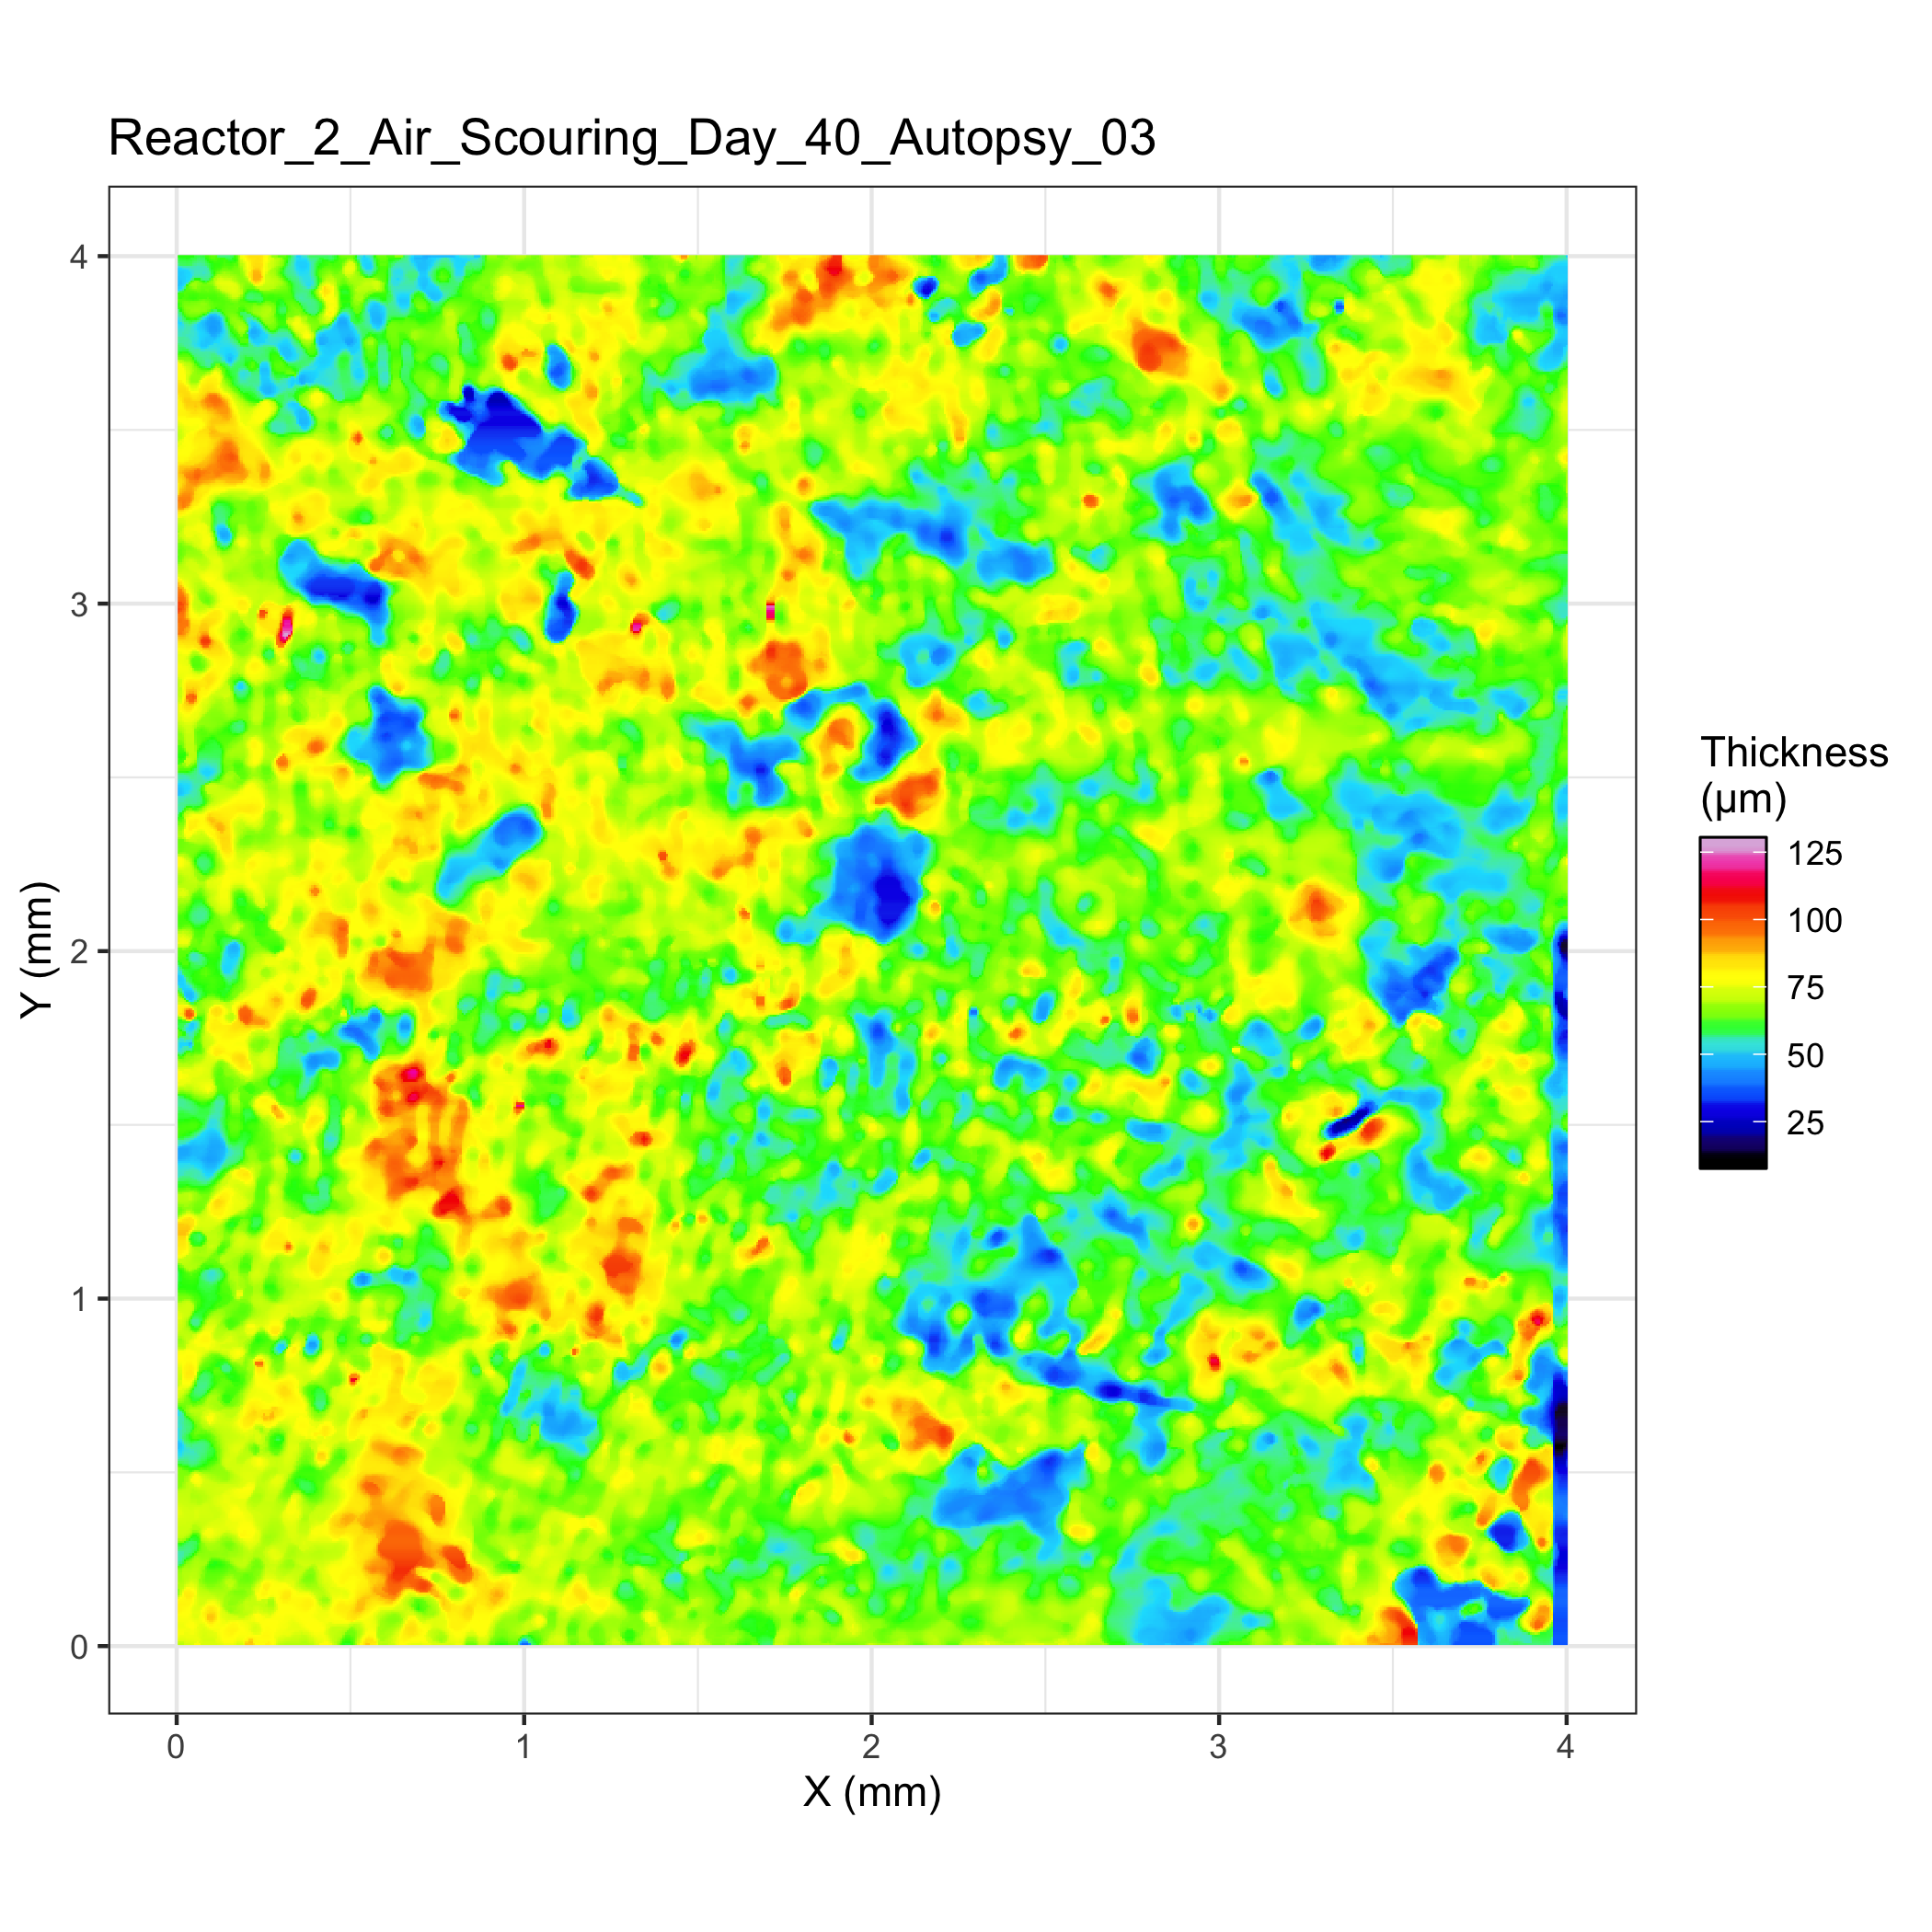 Reactor_2_Air_Scouring_Day_40_Autopsy_03
4
3
2
1
0
Y (mm)
0 1 2 3 4
X (mm)
Thickness
(μm)
125
100
75
50
25